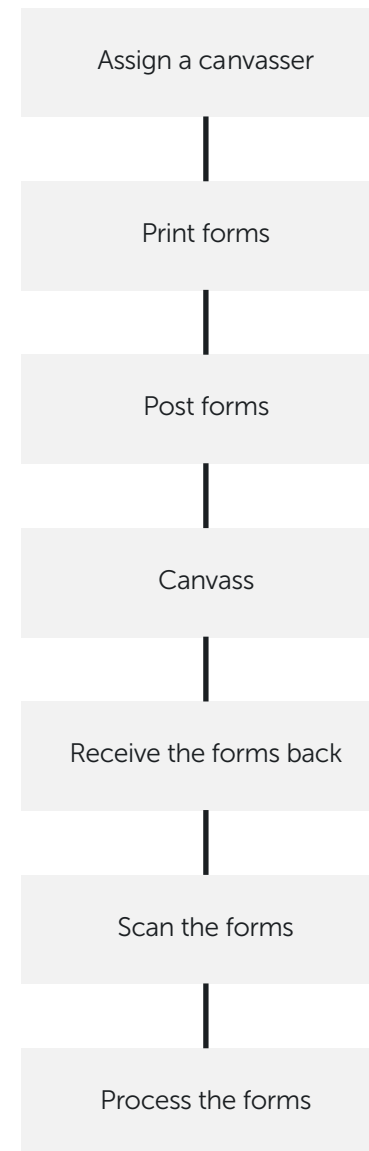 Assign a canvasser
Print forms
Post forms
Canvass
Receive the forms back
Scan the forms
Process the forms